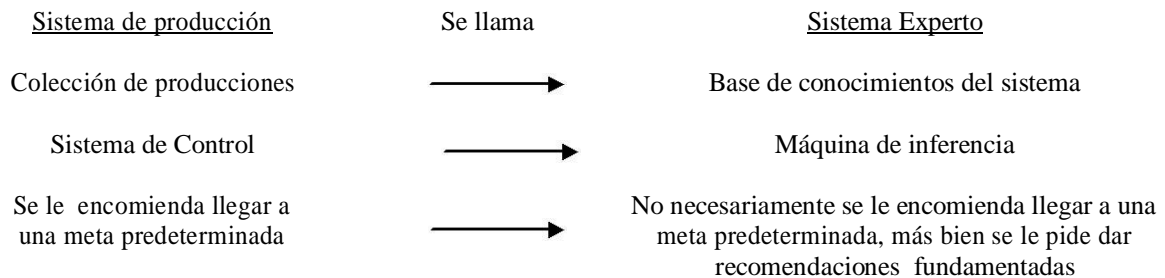 Sistema de producción Se llama Sistema Experto
Colección de producciones Base de conocimientos del sistema
Sistema de Control Máquina de inferencia
Se le encomienda llegar a
una meta predeterminada
No necesariamente se le encomienda llegar a una
meta predeterminada, más bien se le pide dar
recomendaciones fundamentadas